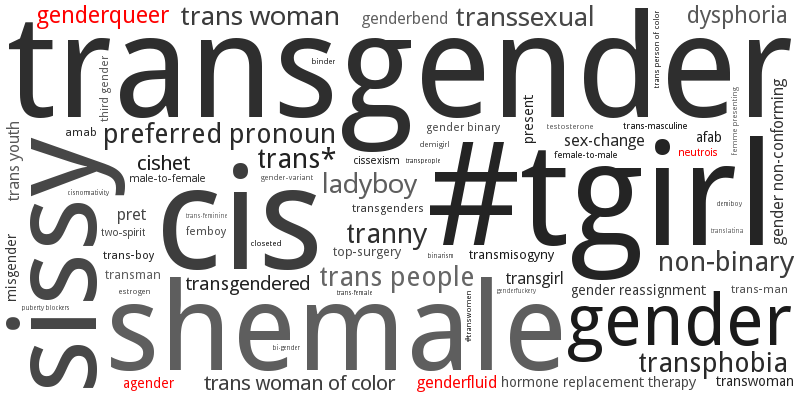 genderqueer
trans woman
genderbend
transsexual
dysphoria
transgender
trans person of color
third gender
binder
present
gender non-conforming
femme presenting
trans youth
amab
preferred pronoun
gender binary
testosterone
trans-masculine
demigirl
sex-change
afab
cishet
trans*
cissexism
transpeople
female-to-male
neutrois
male-to-female
gender-variant
ladyboy
#tgirl
sissy
cis
cisnormativity
transgenders
demiboy
pret
trans-feminine
two-spirit
femboy
closeted
tranny
translatina
misgender
trans-boy
top-surgery
binarism
transmisogyny
non-binary
transman
trans people
transgirl
transgendered
estrogen
trans-female
genderfuckery
gender reassignment
trans-man
puberty blockers
shemale
#transwomen
gender
bi-gender
transphobia
agender
trans woman of color
genderfluid
hormone replacement therapy
transwoman